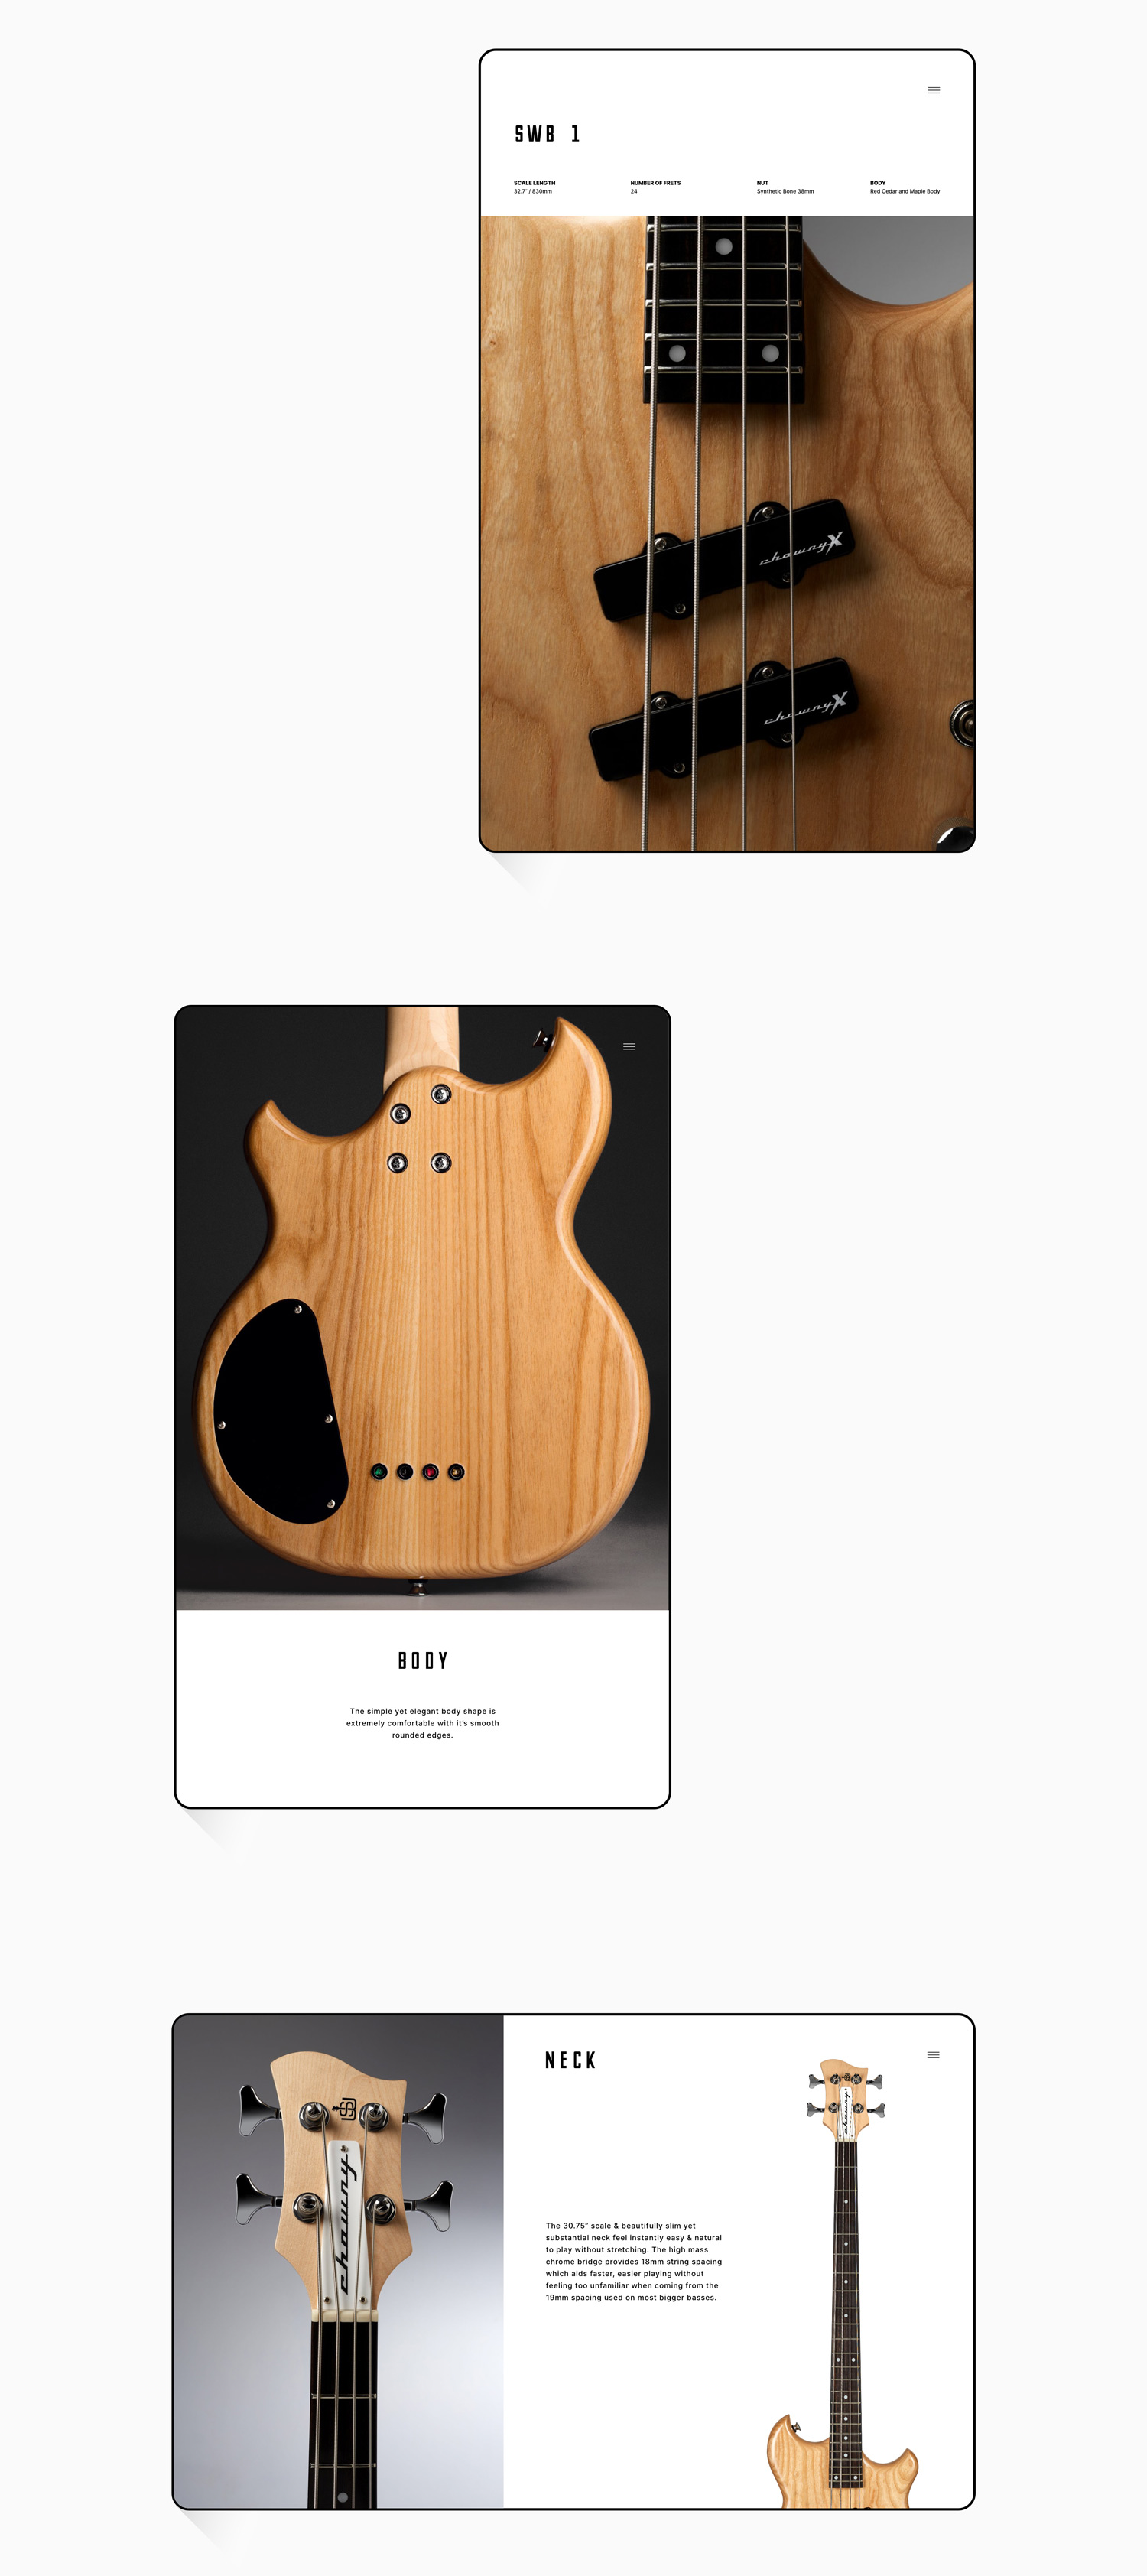 SWB 1
SCALE LENGTH
32.7" / 830mm
NUMBER OF FRETS
24
NUT
Synthetic Bone 38mm
BODY
Red Cedar and Maple Body
chownyX
chownyX
BODY
The simple yet elegant body shape is
extremely comfortable with it's smooth
rounded edges.
chowny
NECK
The 30.75" scale & beautifully slim yet
substantial neck feel instantly easy & natural
to play without stretching. The high mass
chrome bridge provides 18mm string spacing
which aids faster, easier playing without
feeling too unfamiliar when coming from the
19mm spacing used on most bigger basses.
chowny